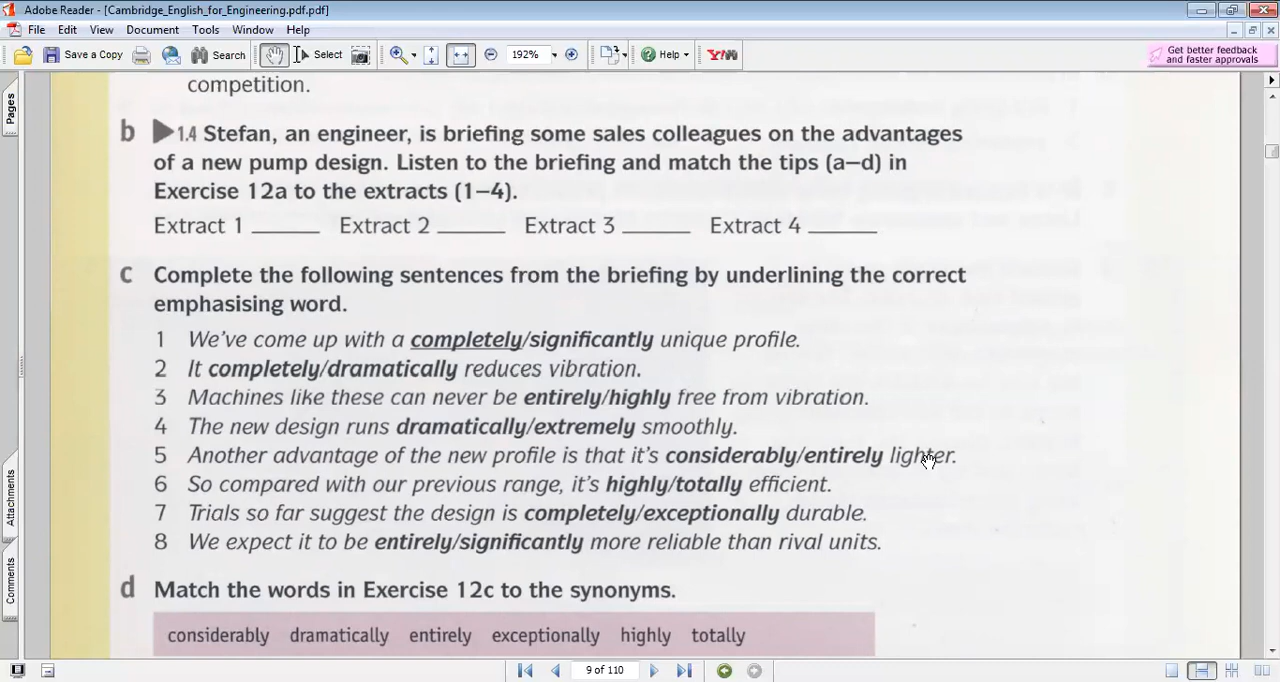 Adobe Reader - [Cambridge_English_for_Engineering.pdf.pdf]
File Edit View Document Tools Window Help
Save a Copy Search Select 192% Help Y! Get better feedback
and faster approvals
Pages
competition.
b 1.4 Stefan, an engineer, is briefing some sales colleagues on the advantages
of a new pump design. Listen to the briefing and match the tips (a–d) in
Exercise 12a to the extracts (1–4).
Extract 1 ______ Extract 2 ______ Extract 3 ______ Extract 4 ______
c Complete the following sentences from the briefing by underlining the correct
emphasising word.
1 We've come up with a completely/significantly unique profile.
2 It completely/dramatically reduces vibration.
3 Machines like these can never be entirely/highly free from vibration.
4 The new design runs dramatically/extremely smoothly.
5 Another advantage of the new profile is that it's considerably/entirely lighter.
6 So compared with our previous range, it's highly/totally efficient.
7 Trials so far suggest the design is completely/exceptionally durable.
8 We expect it to be entirely/significantly more reliable than rival units.
Attachments
Comments
d Match the words in Exercise 12c to the synonyms.
considerably dramatically entirely exceptionally highly totally
9 of 110